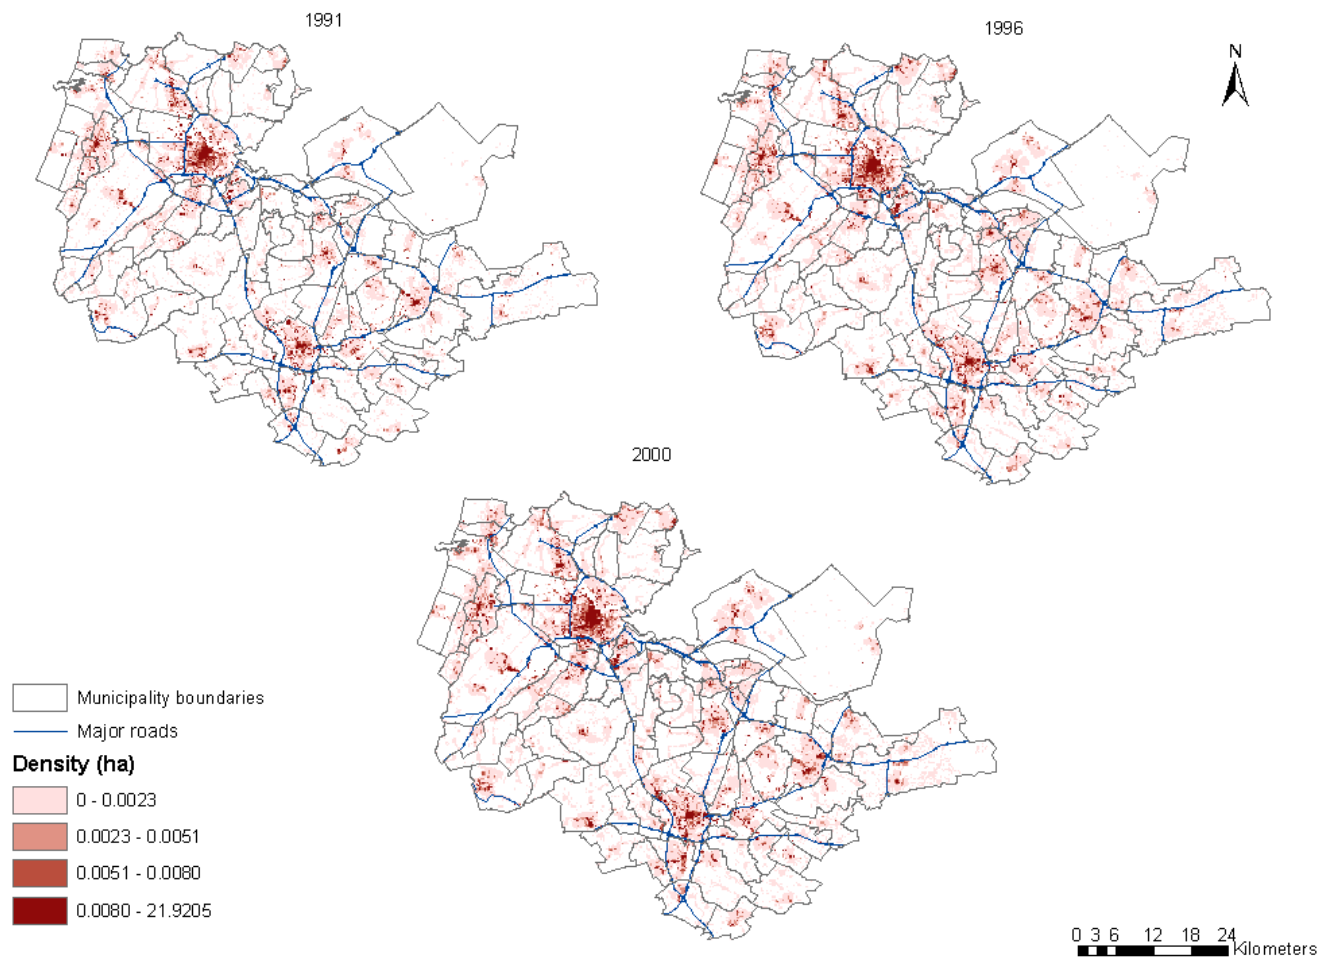 1991
1996
N
2000
Municipality boundaries
Major roads
Density (ha)
0 - 0.0023
0.0023 - 0.0051
0.0051 - 0.0080
0.0080 - 21.9205
0 3 6 12 18 24
Kilometers